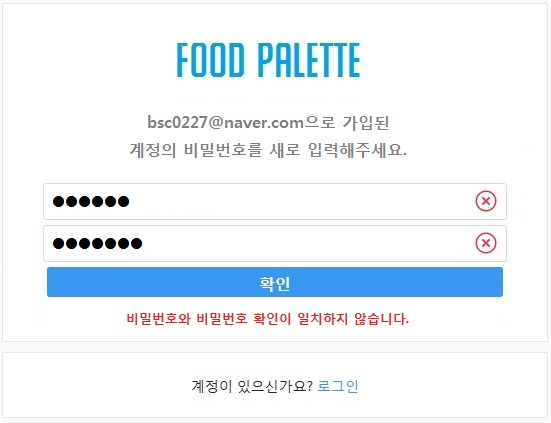 FOOD PALETTE
bsc0227@naver.com으로 가입된
계정의 비밀번호를 새로 입력해주세요.
●●●●●●
●●●●●●●
확인
비밀번호와 비밀번호 확인이 일치하지 않습니다.
계정이 있으신가요? 로그인